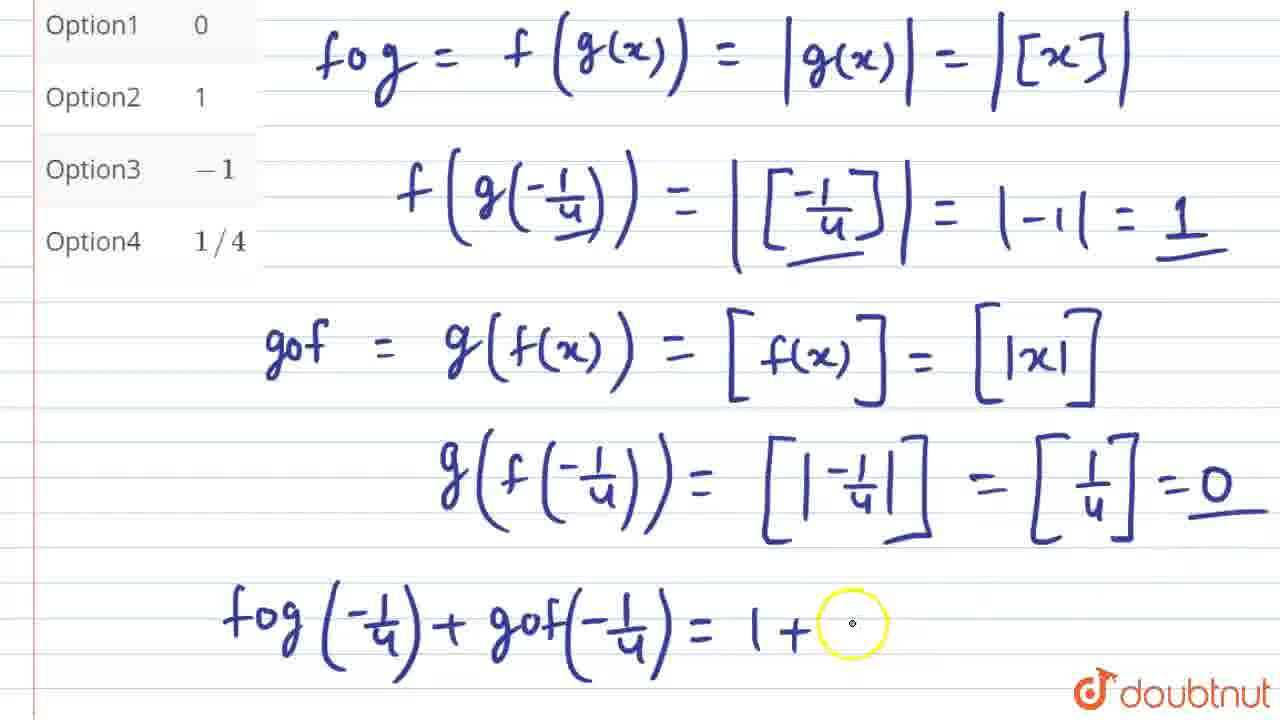 Option1 0
Option2 1
Option3 −1
Option4 1/4
fog = f(g(x)) = |g(x)| = |[x]|
f(g(-1/4)) = |[-1/4]| = |-1| = 1
gof = g(f(x)) = [f(x)] = [|x|]
g(f(-1/4)) = [|-1/4|] = [1/4] = 0
fog(-1/4) + gof(-1/4) = 1 +
doubtnut